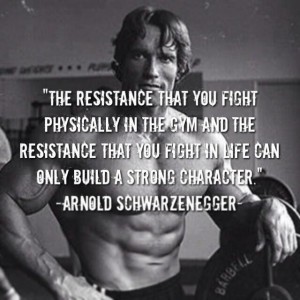 "THE RESISTANCE THAT YOU FIGHT
PHYSICALLY IN THE GYM AND THE
RESISTANCE THAT YOU FIGHT IN LIFE CAN
ONLY BUILD A STRONG CHARACTER."
-ARNOLD SCHWARZENEGGER-
BARBELL